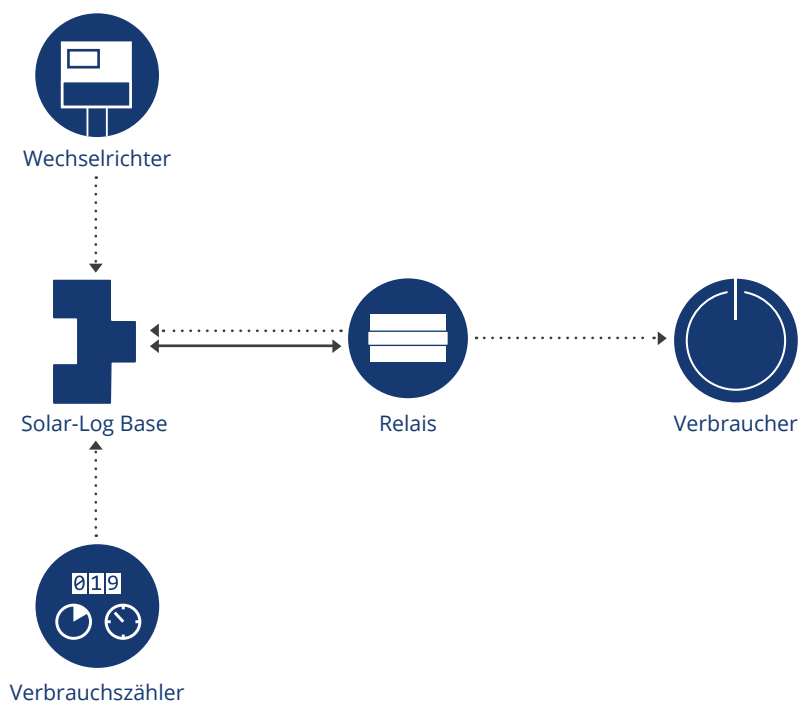 Wechselrichter
Solar-Log Base
Relais
Verbraucher
019
Verbrauchszähler